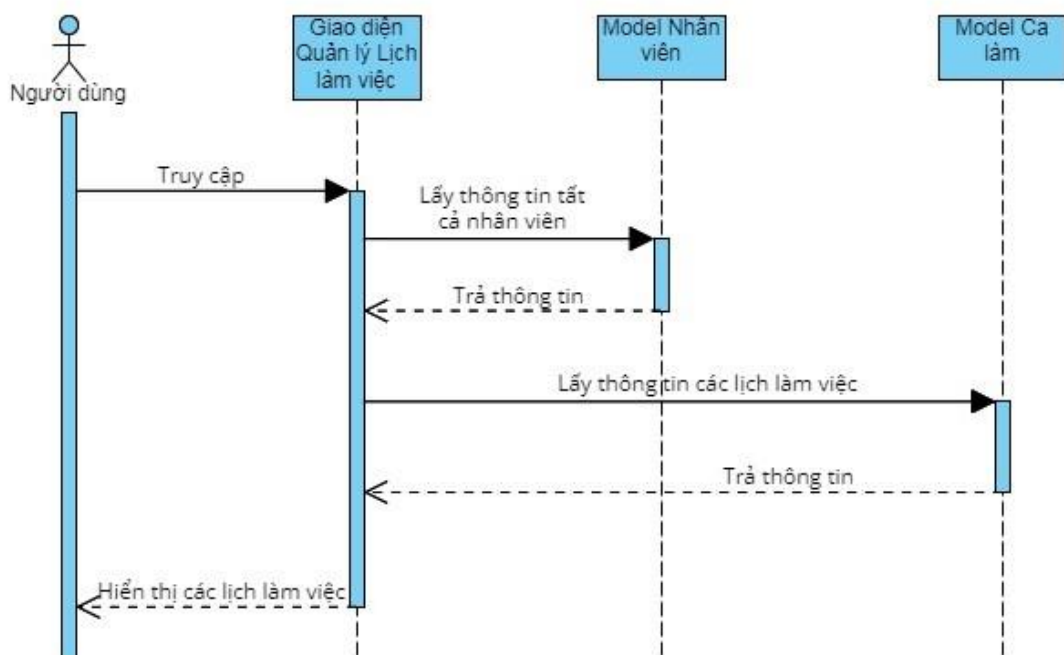 Giao diện
Quản lý Lịch
làm việc
Model Nhân
viên
Model Ca
làm
Người dùng
Truy cập
Lấy thông tin tất
cả nhân viên
Trả thông tin
Lấy thông tin các lịch làm việc
Trả thông tin
Hiển thị các lịch làm việc